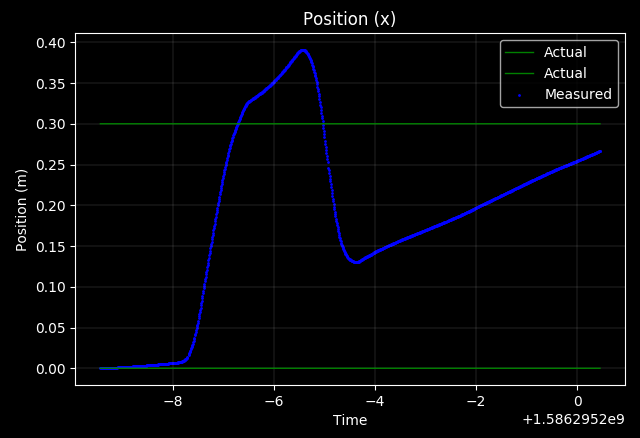 Position (x)
Actual
Actual
Measured
0.40
0.35
0.30
0.25
0.20
0.15
0.10
0.05
0.00
Position (m)
−8 −6 −4 −2 0
Time
+1.5862952e9